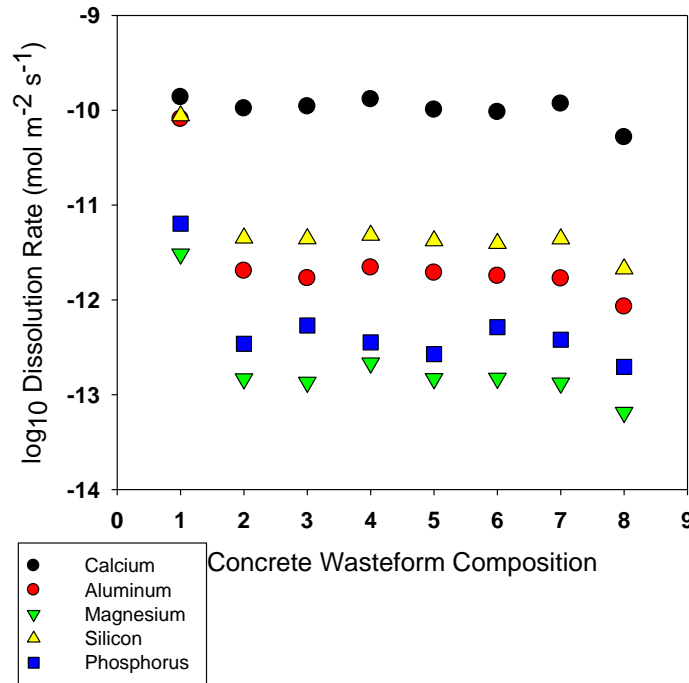 log10 Dissolution Rate (mol m-2 s-1)
-9
-10
-11
-12
-13
-14
0 1 2 3 4 5 6 7 8 9
Concrete Wasteform Composition
Calcium
Aluminum
Magnesium
Silicon
Phosphorus